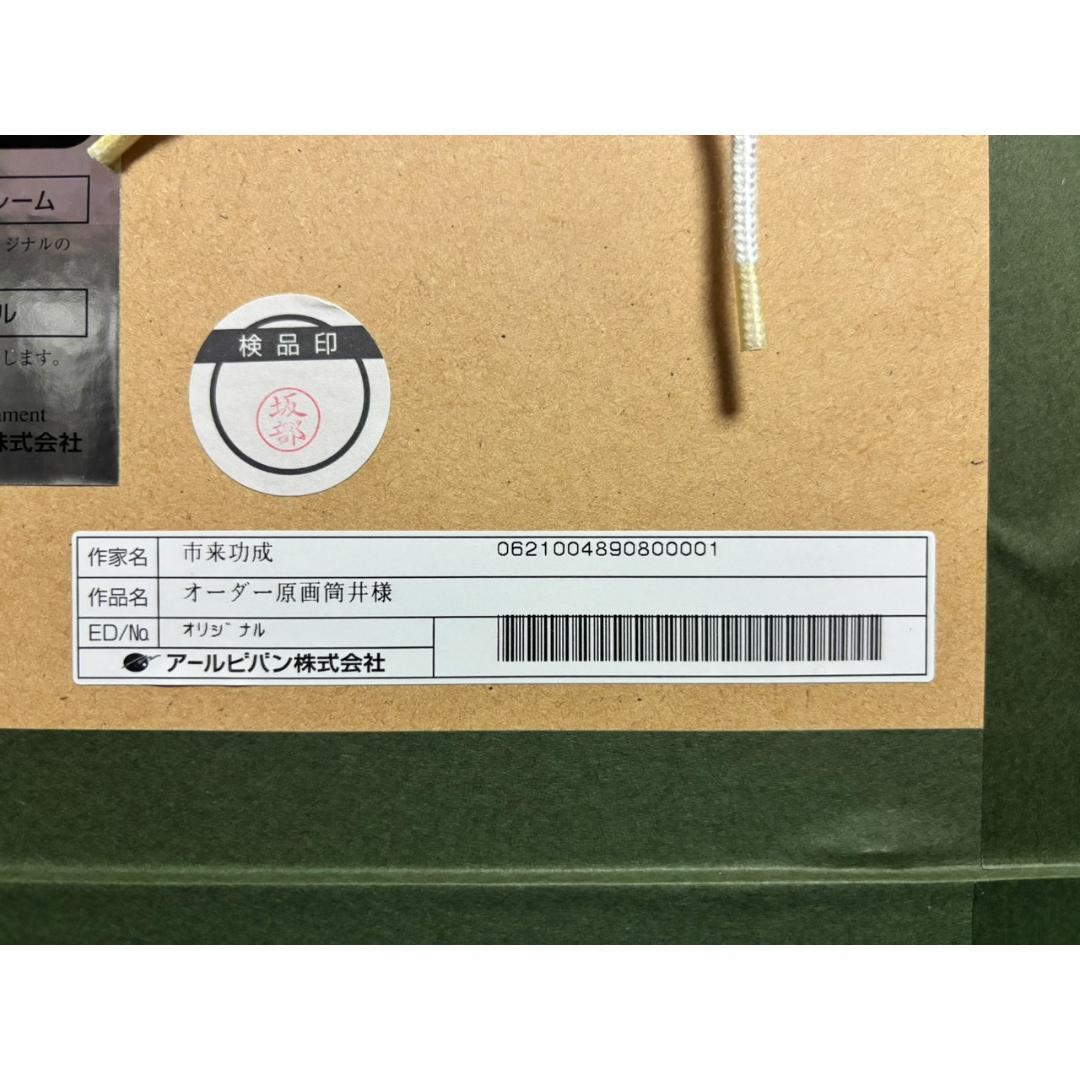 ーム
ジナルの
ル
じます。
nment
株式会社
検品印
坂部
作家名 市来功成 0621004890800001
作品名 オーダー原画筒井様
ED/No. オリジナル
アールビバン株式会社